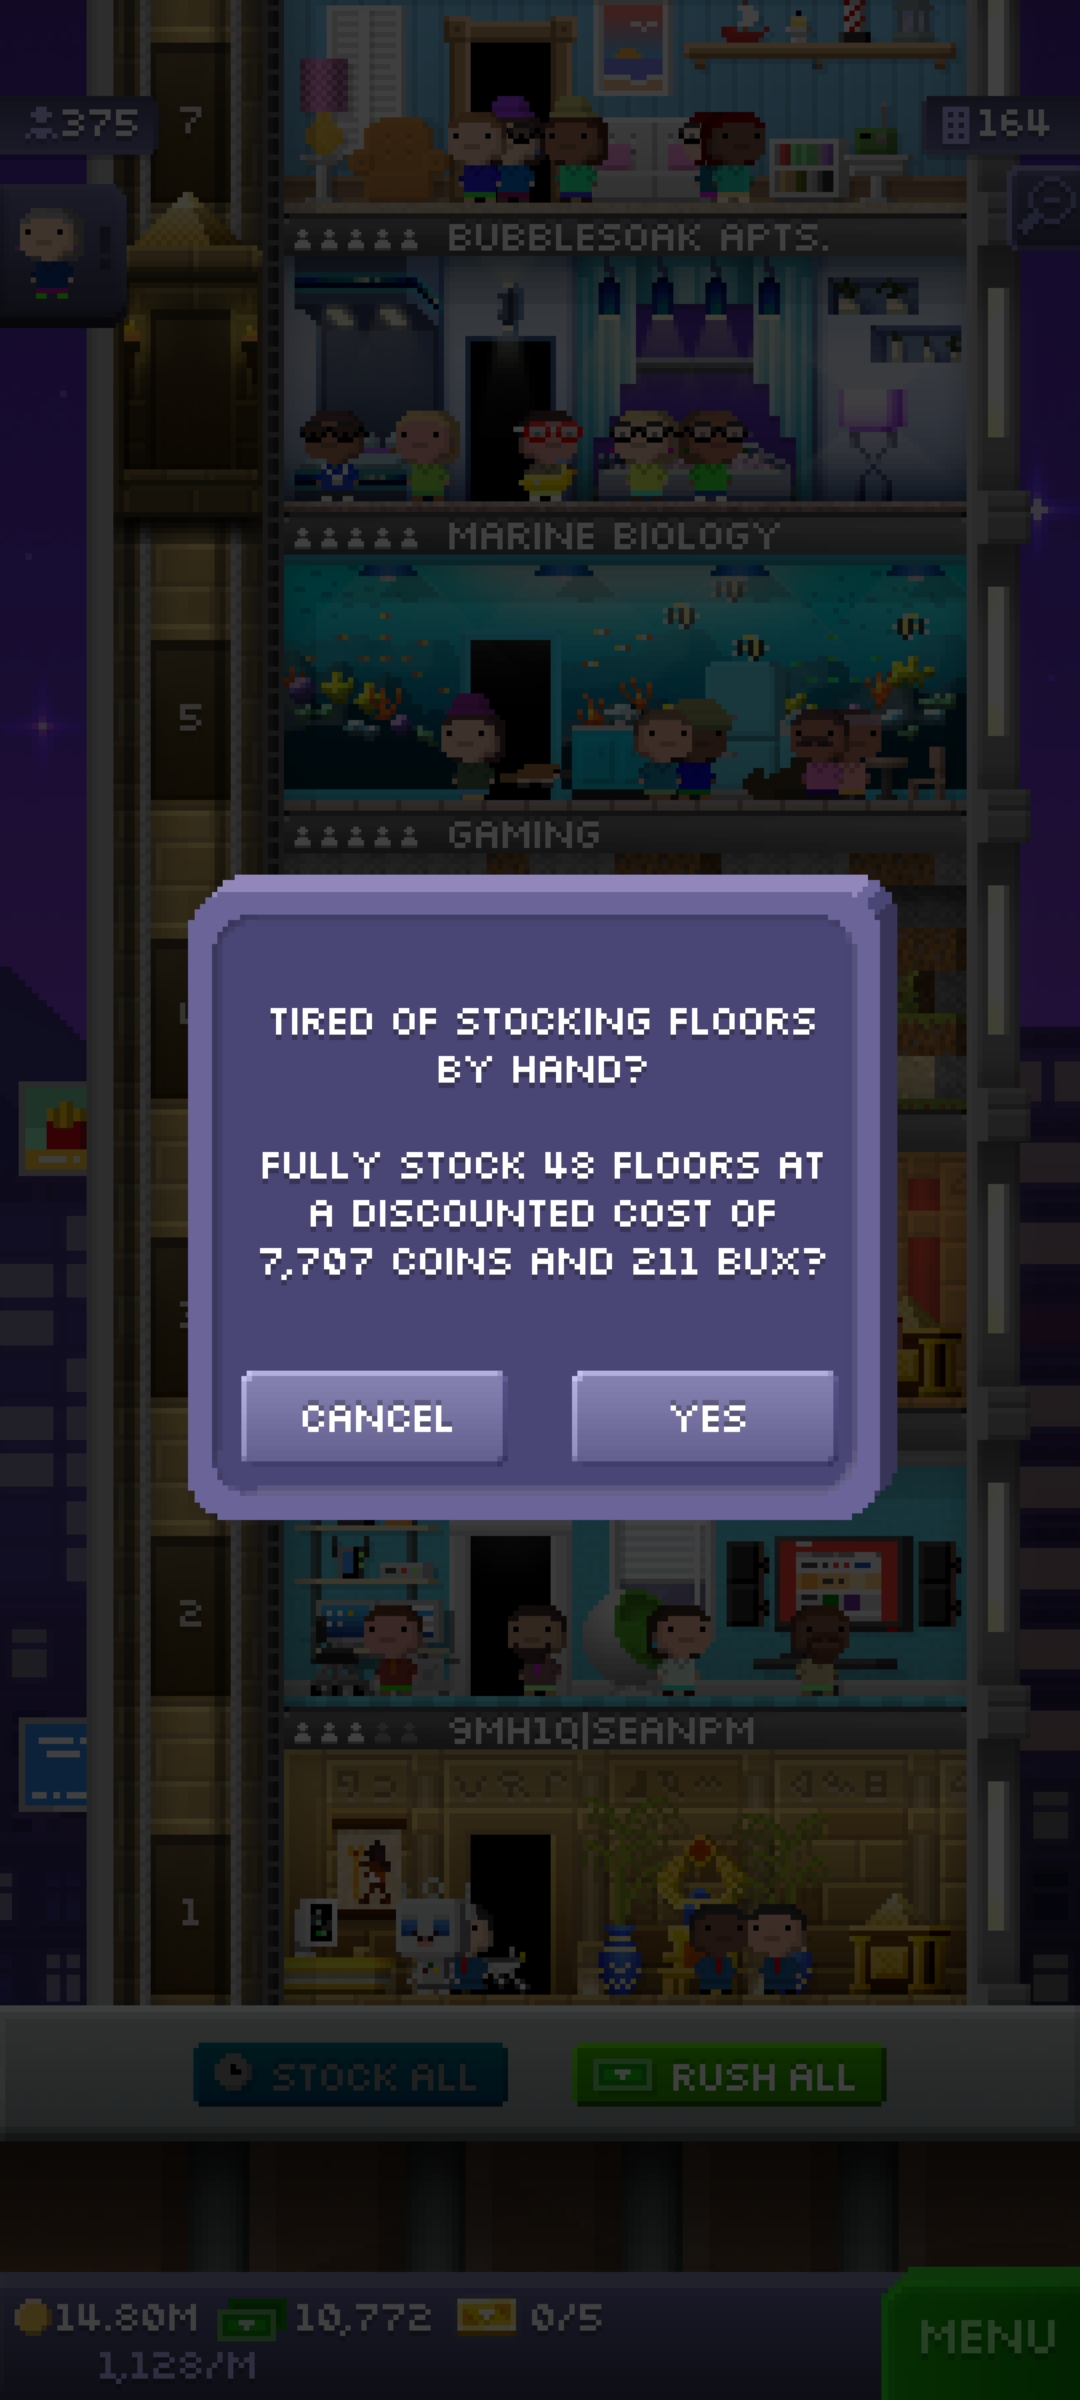 375
7
164
BUBBLESOAK APTS.
MARINE BIOLOGY
5
GAMING
TIRED OF STOCKING FLOORS
BY HAND?
FULLY STOCK 48 FLOORS AT
A DISCOUNTED COST OF
7,707 COINS AND 211 BUX?
CANCEL
YES
2
9MH1Q|SEANPM
1
STOCK ALL
RUSH ALL
14.80M
10,772
0/5
MENU
1,128/M